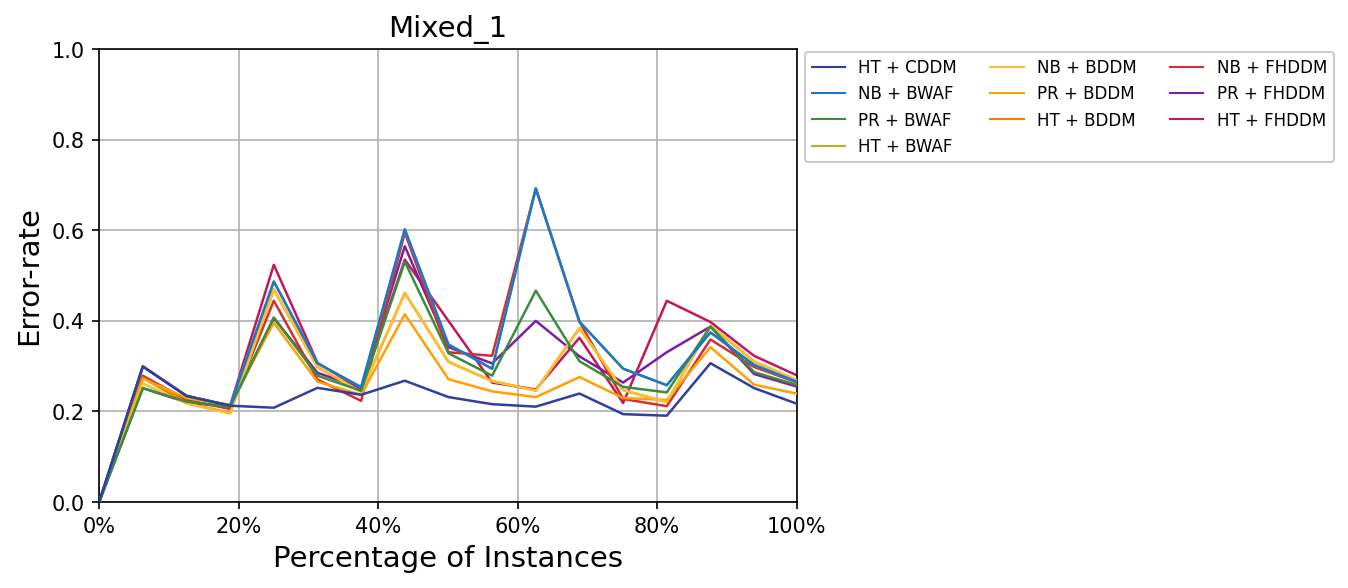 Mixed_1
1.0
0.8
0.6
0.4
0.2
0.0
Error-rate
0%
20%
40%
60%
80%
100%
Percentage of Instances
HT + CDDM
NB + BWAF
PR + BWAF
HT + BWAF
NB + BDDM
PR + BDDM
HT + BDDM
NB + FHDDM
PR + FHDDM
HT + FHDDM